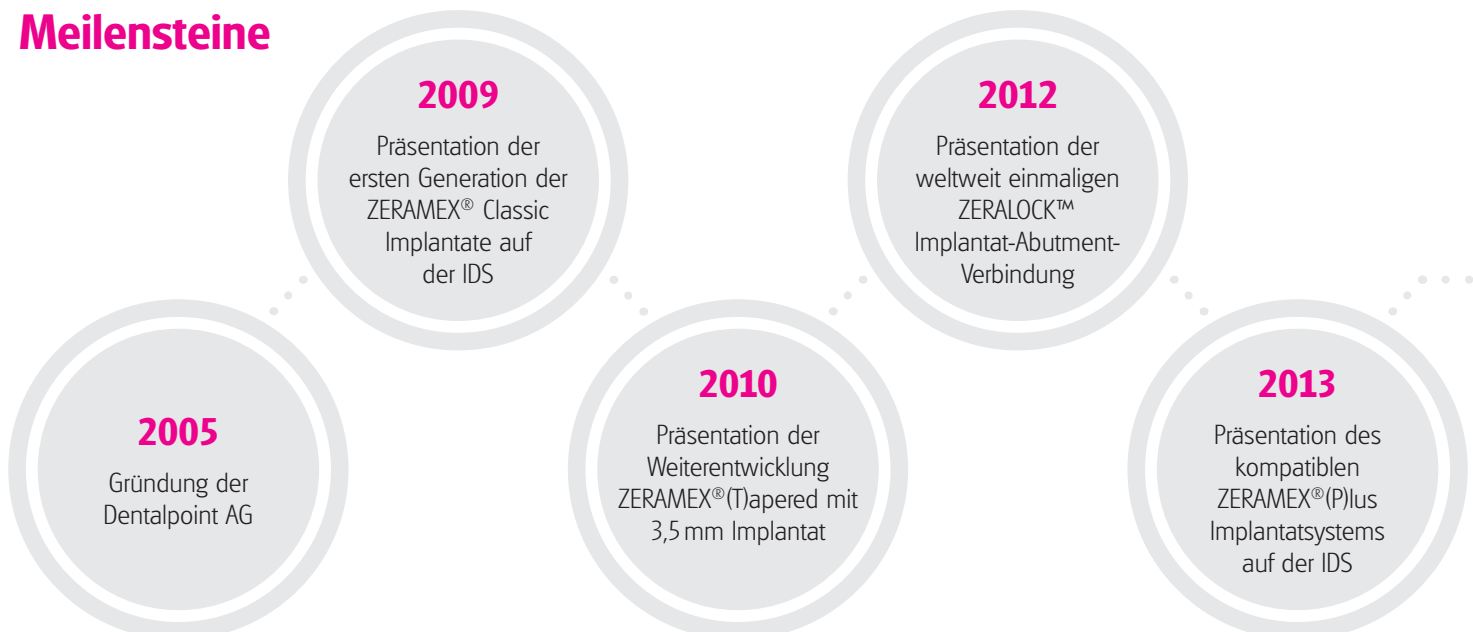 Meilensteine
2005
Gründung der
Dentalpoint AG
2009
Präsentation der
ersten Generation der
ZERAMEX® Classic
Implantate auf
der IDS
2010
Präsentation der
Weiterentwicklung
ZERAMEX®(T)apered mit
3,5 mm Implantat
2012
Präsentation der
weltweit einmaligen
ZERALOCK™
Implantat-Abutment-
Verbindung
2013
Präsentation des
kompatiblen
ZERAMEX®(P)lus
Implantatsystems
auf der IDS